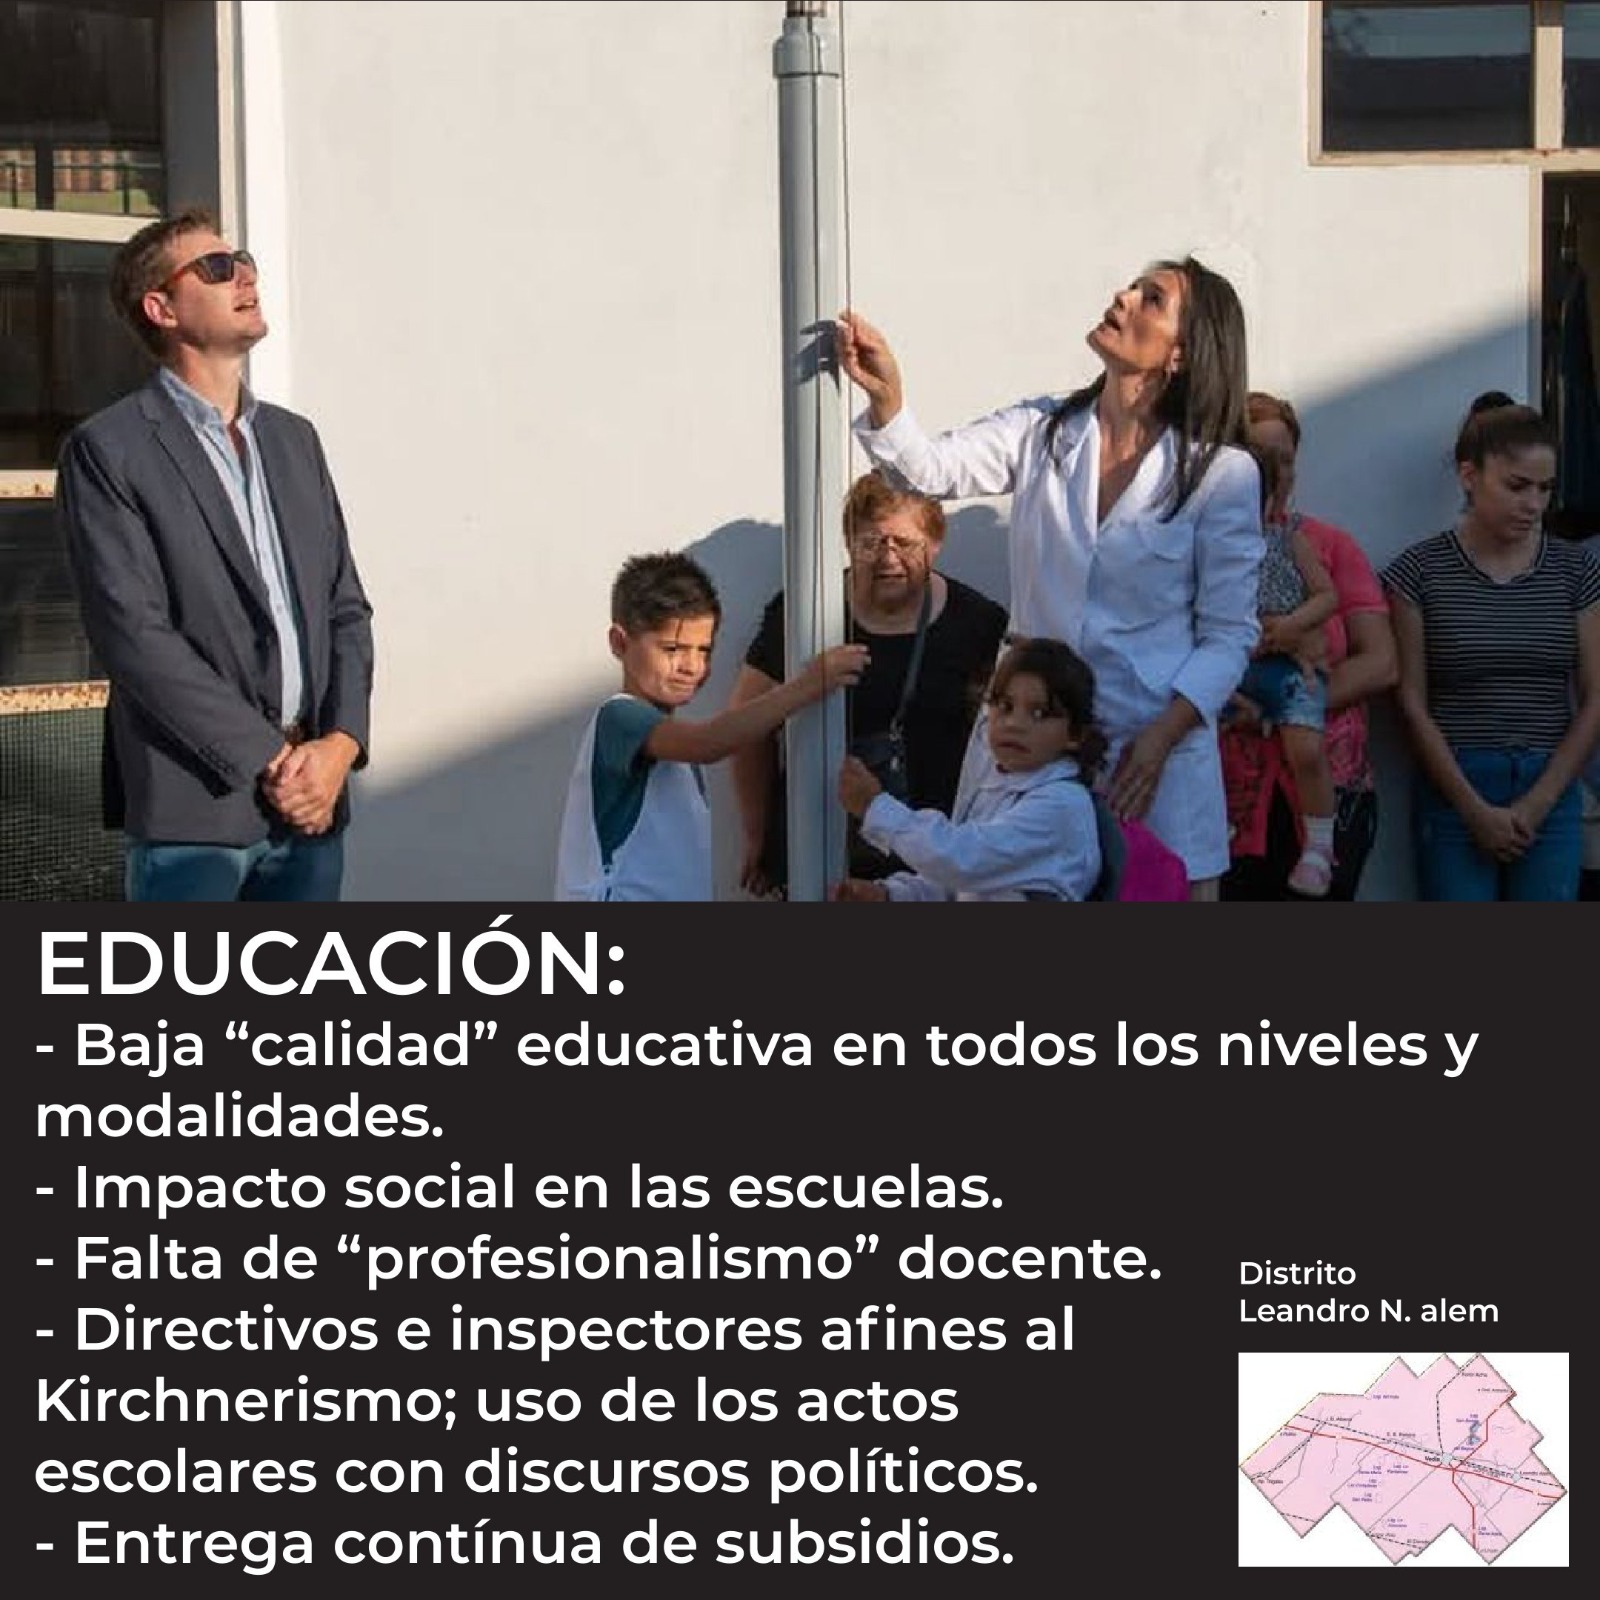 EDUCACIÓN:
- Baja “calidad” educativa en todos los niveles y
modalidades.
- Impacto social en las escuelas.
- Falta de “profesionalismo” docente.
- Directivos e inspectores afines al
Kirchnerismo; uso de los actos
escolares con discursos políticos.
- Entrega contínua de subsidios.
Distrito
Leandro N. alem
Vedia